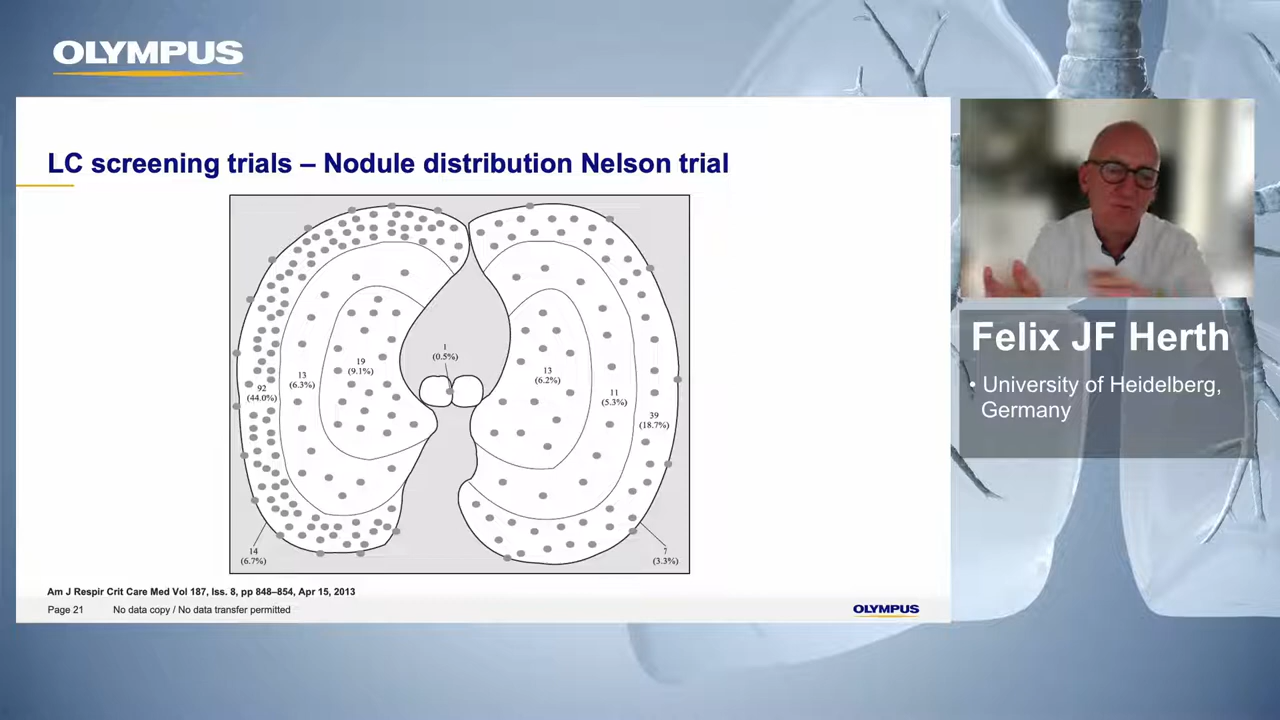 OLYMPUS
LC screening trials – Nodule distribution Nelson trial
1
(0.5%)
19
(9.1%)
13
(6.3%)
92
(44.0%)
13
(6.2%)
11
(5.3%)
39
(18.7%)
14
(6.7%)
7
(3.3%)
Am J Respir Crit Care Med Vol 187, Iss. 8, pp 848–854, Apr 15, 2013
Page 21 No data copy / No data transfer permitted
OLYMPUS
Felix JF Herth
• University of Heidelberg,
Germany